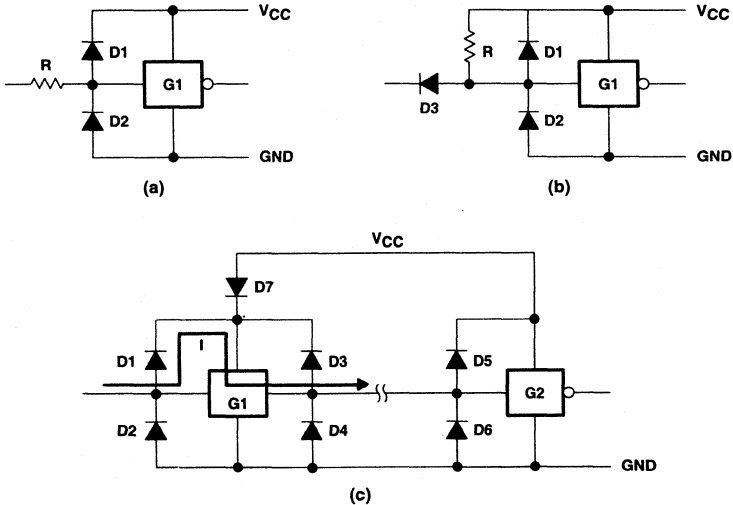 VCC
D1
R
G1
D2
GND
(a)
VCC
R
D1
G1
D3
D2
GND
(b)
VCC
D7
D1
I
D3
D5
G1
G2
D2
D4
D6
GND
(c)